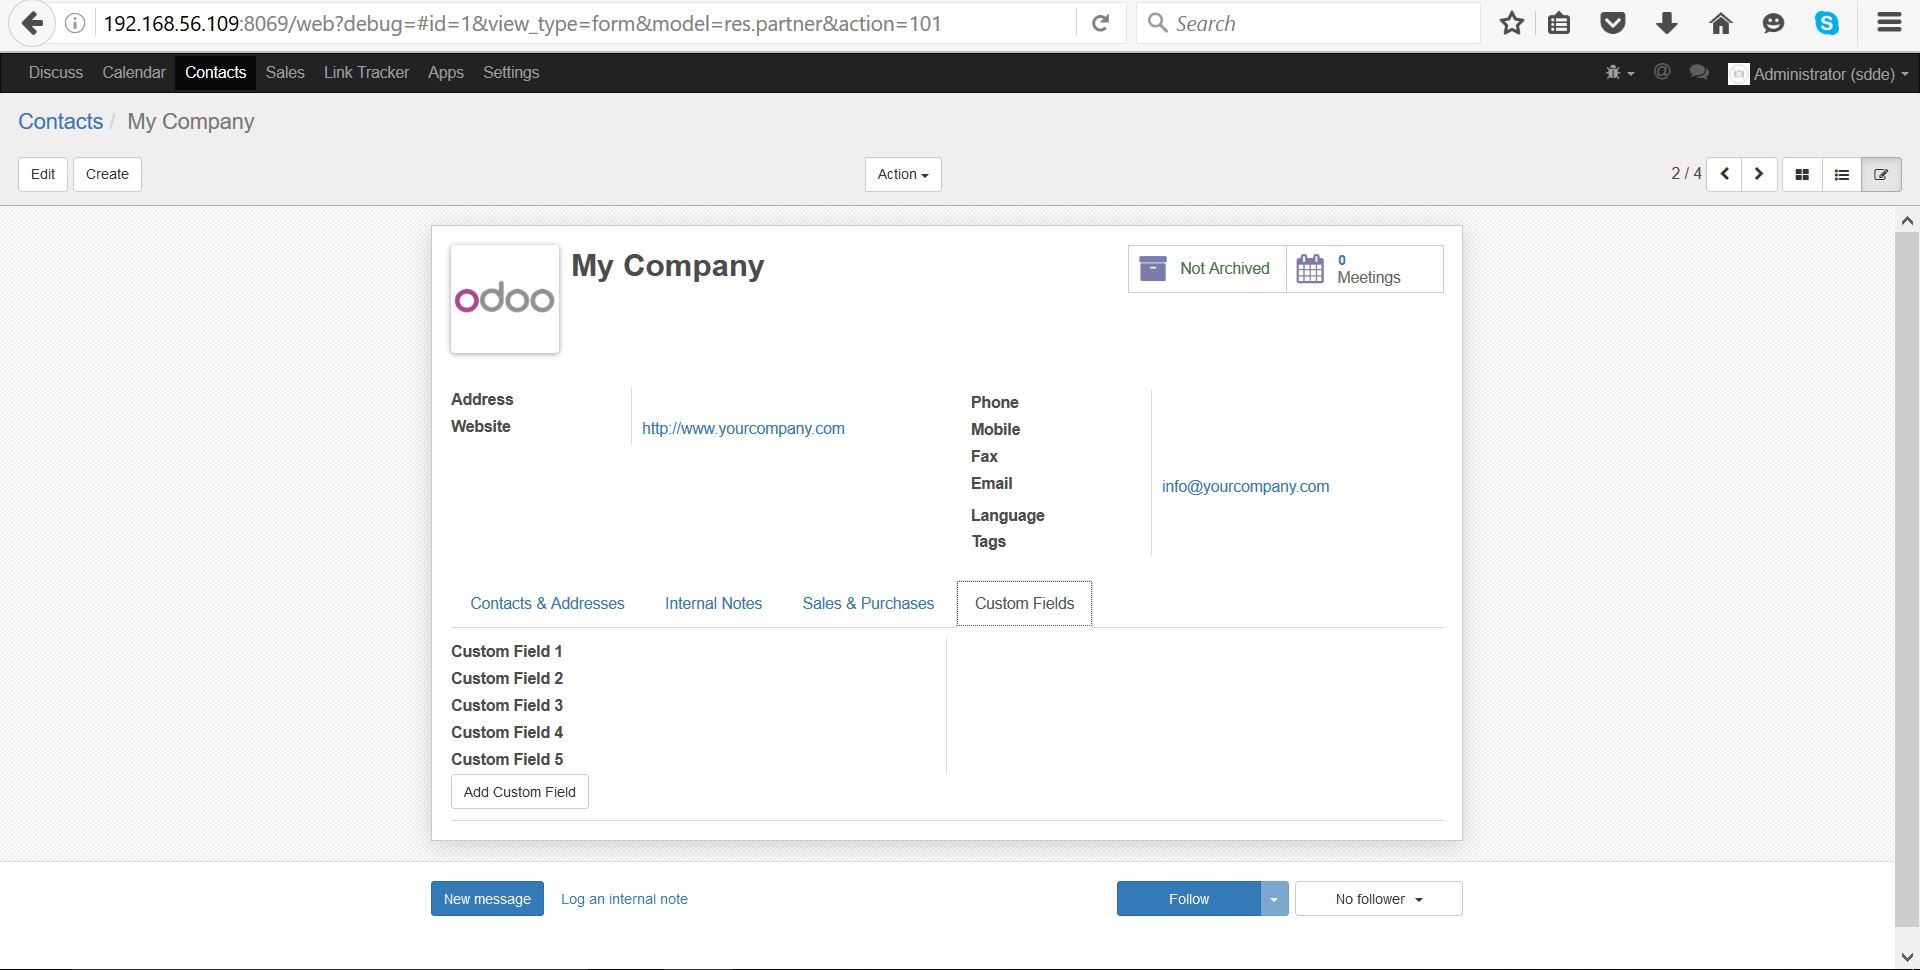 192.168.56.109:8069/web?debug=#id=1&view_type=form&model=res.partner&action=101
Search
Discuss Calendar Contacts Sales Link Tracker Apps Settings
Administrator (sdde)
Contacts / My Company
Edit Create Action 2 / 4
odoo
My Company
Not Archived
0
Meetings
Address
Website http://www.yourcompany.com
Phone
Mobile
Fax
Email info@yourcompany.com
Language
Tags
Contacts & Addresses Internal Notes Sales & Purchases Custom Fields
Custom Field 1
Custom Field 2
Custom Field 3
Custom Field 4
Custom Field 5
Add Custom Field
New message Log an internal note Follow No follower